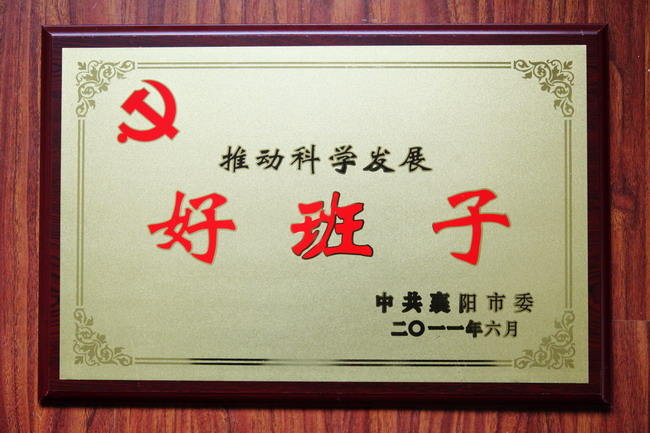 推动科学发展
好班子
中共襄阳市委
二〇一一年六月